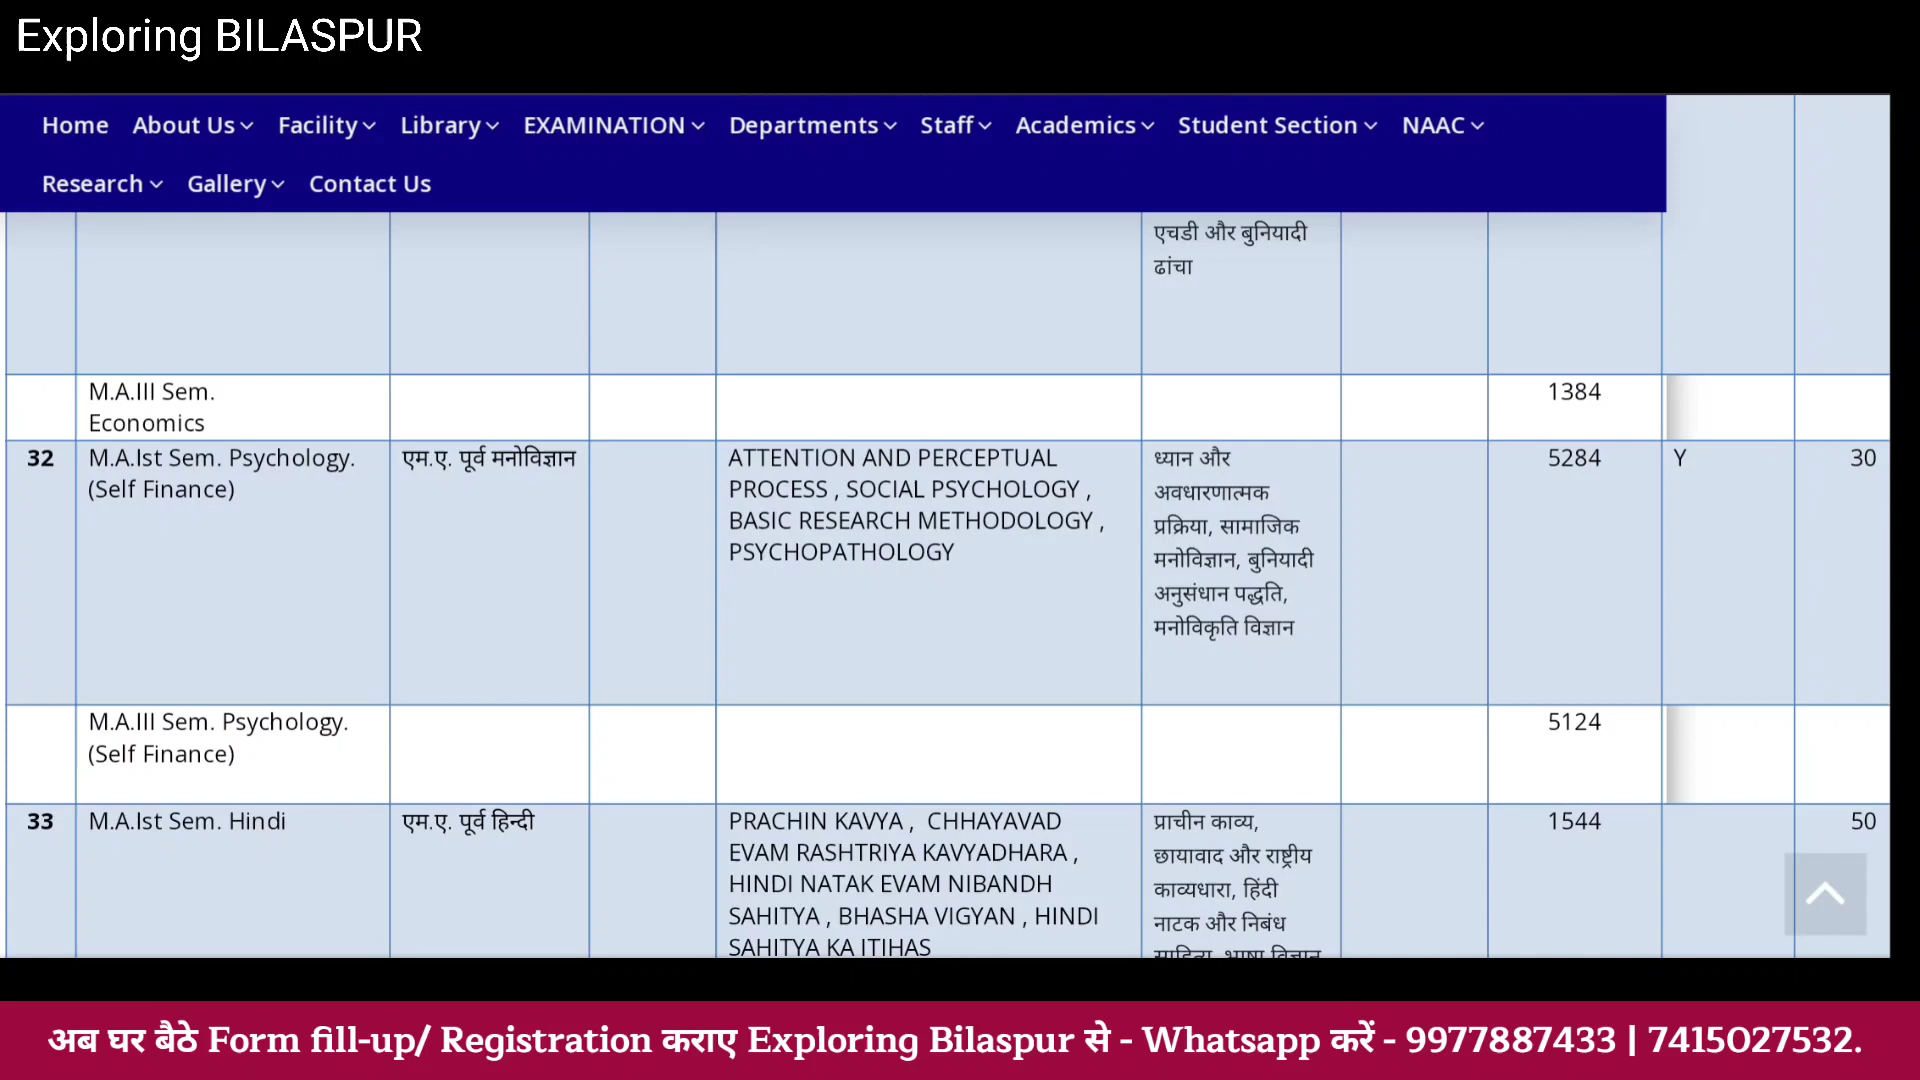 Exploring BILASPUR
Home About Us Facility Library EXAMINATION Departments Staff Academics Student Section NAAC
Research Gallery Contact Us
एचडी और बुनियादी
ढांचा
M.A.III Sem. 1384
Economics
32 M.A.Ist Sem. Psychology. एम.ए. पूर्व मनोविज्ञान ATTENTION AND PERCEPTUAL ध्यान और 5284 Y 30
(Self Finance) PROCESS , SOCIAL PSYCHOLOGY , अवधारणात्मक
BASIC RESEARCH METHODOLOGY , प्रक्रिया, सामाजिक
PSYCHOPATHOLOGY मनोविज्ञान, बुनियादी
अनुसंधान पद्धति,
मनोविकृति विज्ञान
M.A.III Sem. Psychology. 5124
(Self Finance)
33 M.A.Ist Sem. Hindi एम.ए. पूर्व हिन्दी PRACHIN KAVYA , CHHAYAVAD प्राचीन काव्य, 1544 50
EVAM RASHTRIYA KAVYADHARA , छायावाद और राष्ट्रीय
HINDI NATAK EVAM NIBANDH काव्यधारा, हिंदी
SAHITYA , BHASHA VIGYAN , HINDI नाटक और निबंध
SAHITYA KA ITIHAS साहित्य, भाषा विज्ञान
अब घर बैठे Form fill-up/ Registration कराए Exploring Bilaspur से - Whatsapp करें - 9977887433 | 7415027532.